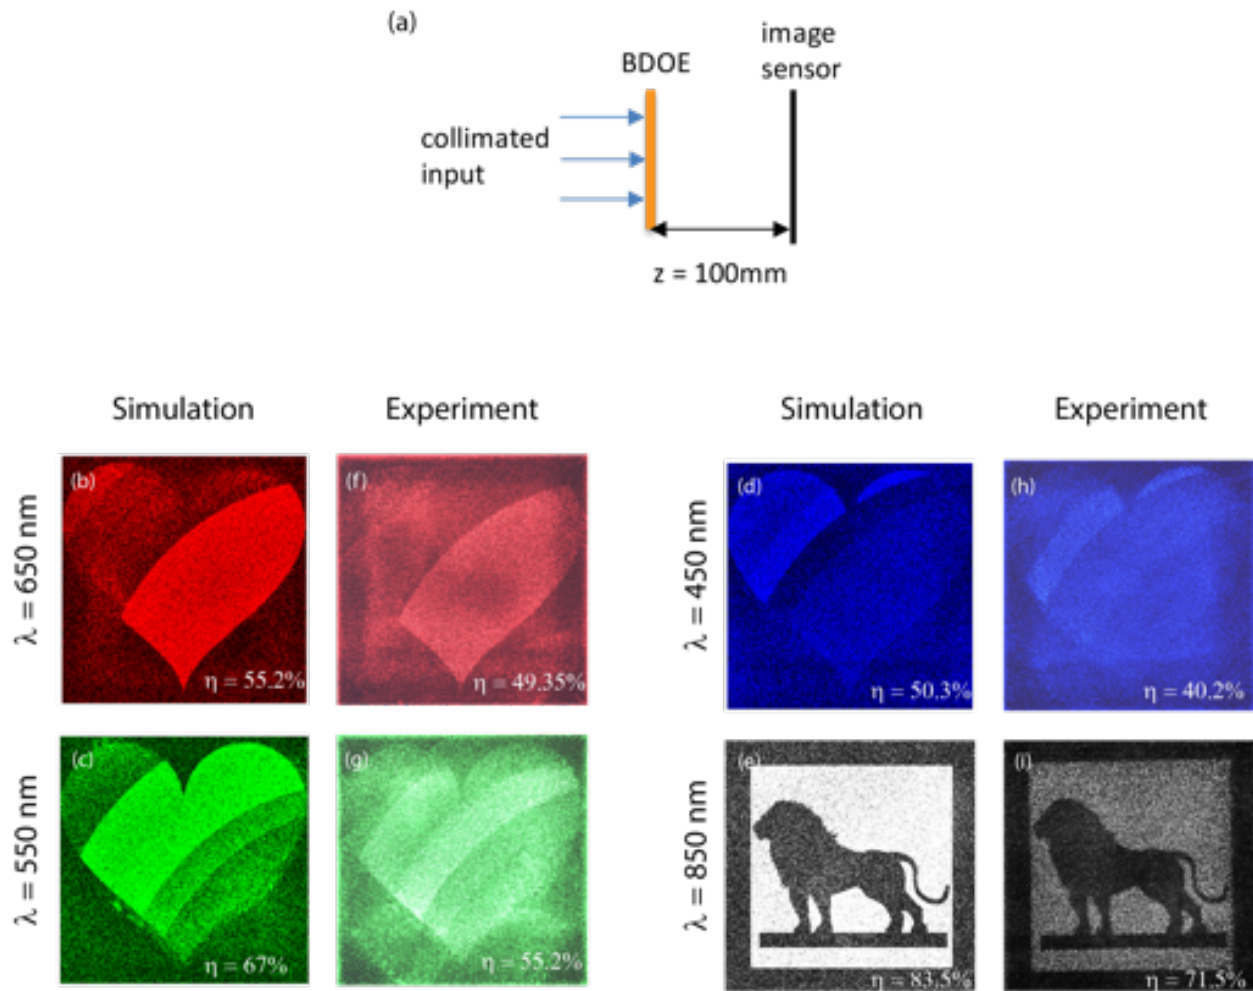 (a)
image
sensor
BDOE
collimated
input
z = 100mm
Simulation Experiment Simulation Experiment
λ = 650 nm
(b)
η = 55.2%
(f)
η = 49.35%
λ = 450 nm
(d)
η = 50.3%
(h)
η = 40.2%
λ = 550 nm
(c)
η = 67%
(g)
η = 55.2%
λ = 850 nm
(e)
η = 83.5%
(i)
η = 71.5%